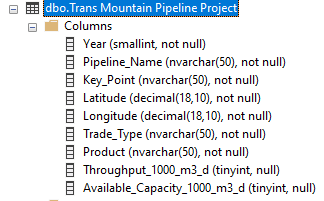 dbo.Trans Mountain Pipeline Project
Columns
Year (smallint, not null)
Pipeline_Name (nvarchar(50), not null)
Key_Point (nvarchar(50), not null)
Latitude (decimal(18,10), not null)
Longitude (decimal(18,10), not null)
Trade_Type (nvarchar(50), not null)
Product (nvarchar(50), not null)
Throughput_1000_m3_d (tinyint, not null)
Available_Capacity_1000_m3_d (tinyint, null)